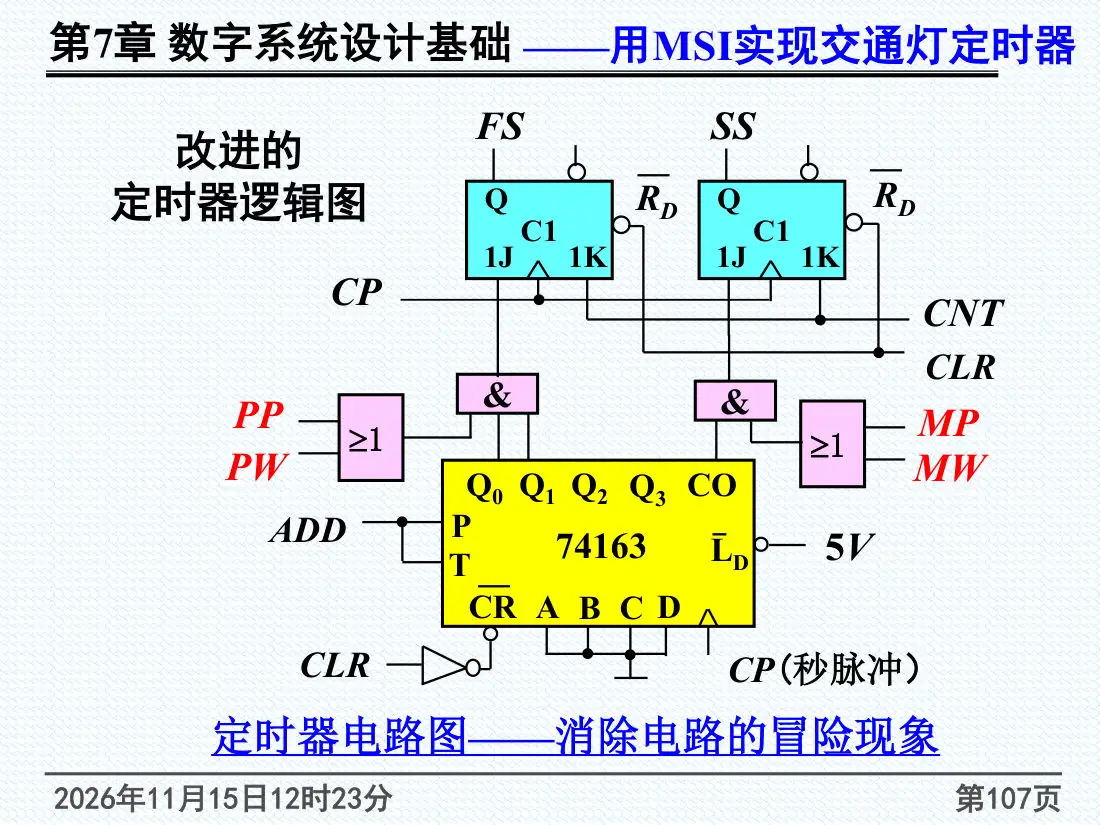 第7章 数字系统设计基础 ——用MSI实现交通灯定时器
改进的
定时器逻辑图
FS
SS
Q
C1
1J
1K
R̅D
Q
C1
1J
1K
R̅D
CP
CNT
CLR
&
&
PP
PW
≥1
≥1
MP
MW
Q0 Q1 Q2 Q3 CO
ADD
P
T
74163
L̅D
5V
C̅R̅ A B C D
CLR
CP(秒脉冲)
定时器电路图——消除电路的冒险现象
2026年11月15日12时23分
第107页